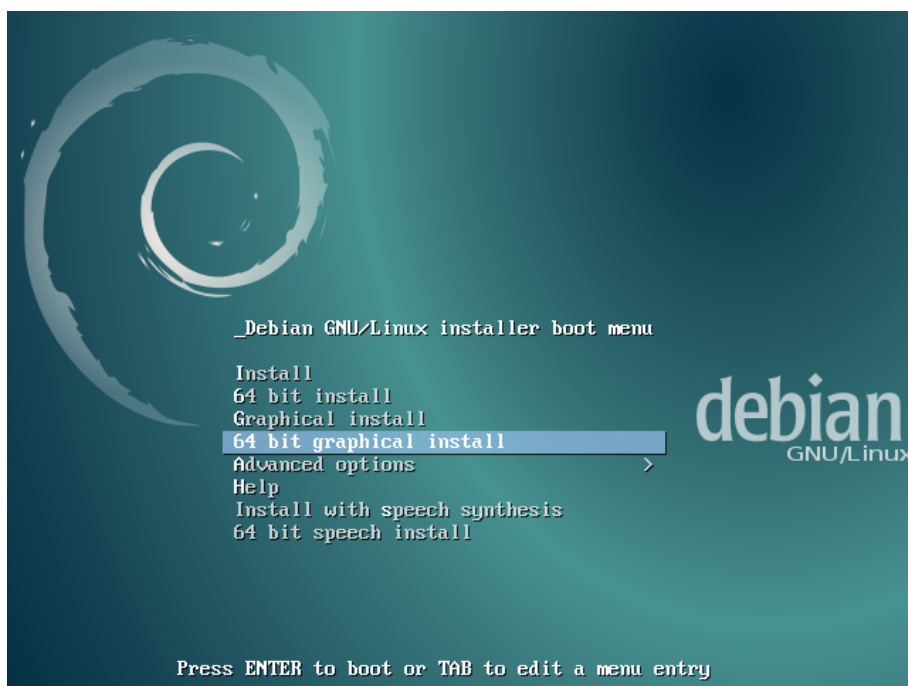 _Debian GNU/Linux installer boot menu
Install
64 bit install
Graphical install
64 bit graphical install
Advanced options >
Help
Install with speech synthesis
64 bit speech install
debian
GNU/Linux
Press ENTER to boot or TAB to edit a menu entry